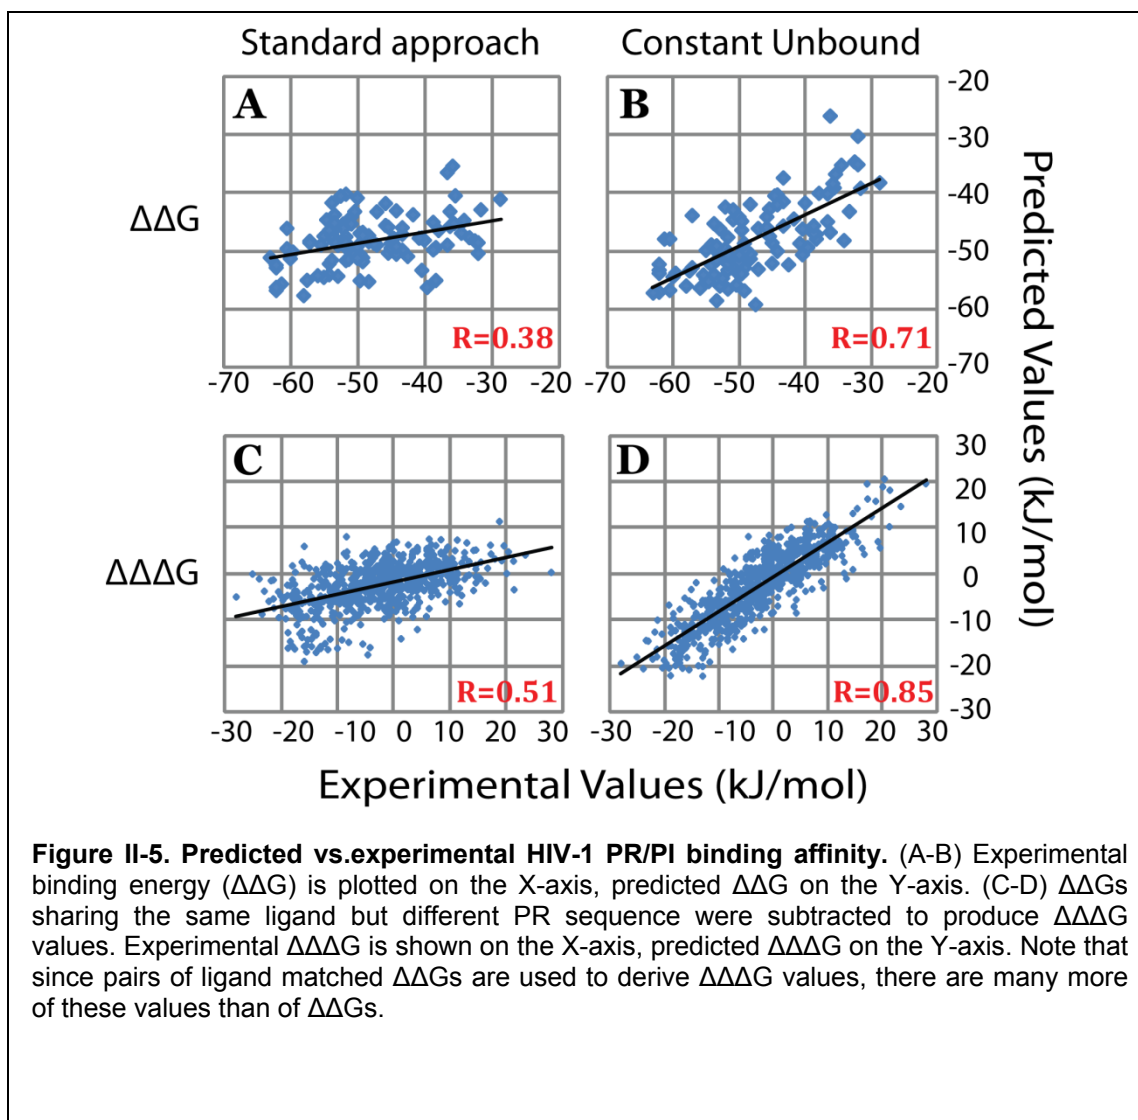 Standard approach Constant Unbound
A B
-20
-30
-40
-50
-60
-70
ΔΔG
R=0.38 R=0.71
-70 -60 -50 -40 -30 -20 -70 -60 -50 -40 -30 -20
Predicted Values (kJ/mol)
C D
30
20
10
0
-10
-20
-30
ΔΔΔG
R=0.51 R=0.85
-30 -20 -10 0 10 20 30 -30 -20 -10 0 10 20 30
Experimental Values (kJ/mol)
Figure II-5. Predicted vs.experimental HIV-1 PR/PI binding affinity. (A-B) Experimental
binding energy (ΔΔG) is plotted on the X-axis, predicted ΔΔG on the Y-axis. (C-D) ΔΔGs
sharing the same ligand but different PR sequence were subtracted to produce ΔΔΔG
values. Experimental ΔΔΔG is shown on the X-axis, predicted ΔΔΔG on the Y-axis. Note that
since pairs of ligand matched ΔΔGs are used to derive ΔΔΔG values, there are many more
of these values than of ΔΔGs.